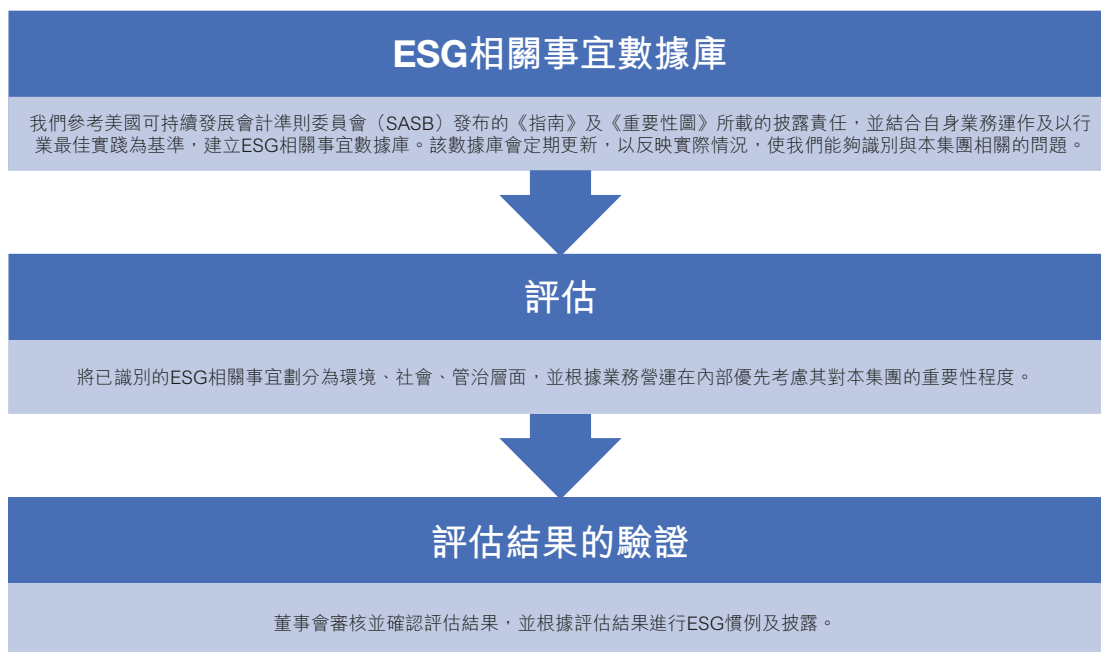 ESG相關事宜數據庫
我們參考美國可持續發展會計準則委員會（SASB）發布的《指南》及《重要性圖》所載的披露責任，並結合自身業務運作及以行
業最佳實踐為基準，建立ESG相關事宜數據庫。該數據庫會定期更新，以反映實際情況，使我們能夠識別與本集團相關的問題。
評估
將已識別的ESG相關事宜劃分為環境、社會、管治層面，並根據業務營運在內部優先考慮其對本集團的重要性程度。
評估結果的驗證
董事會審核並確認評估結果，並根據評估結果進行ESG慣例及披露。